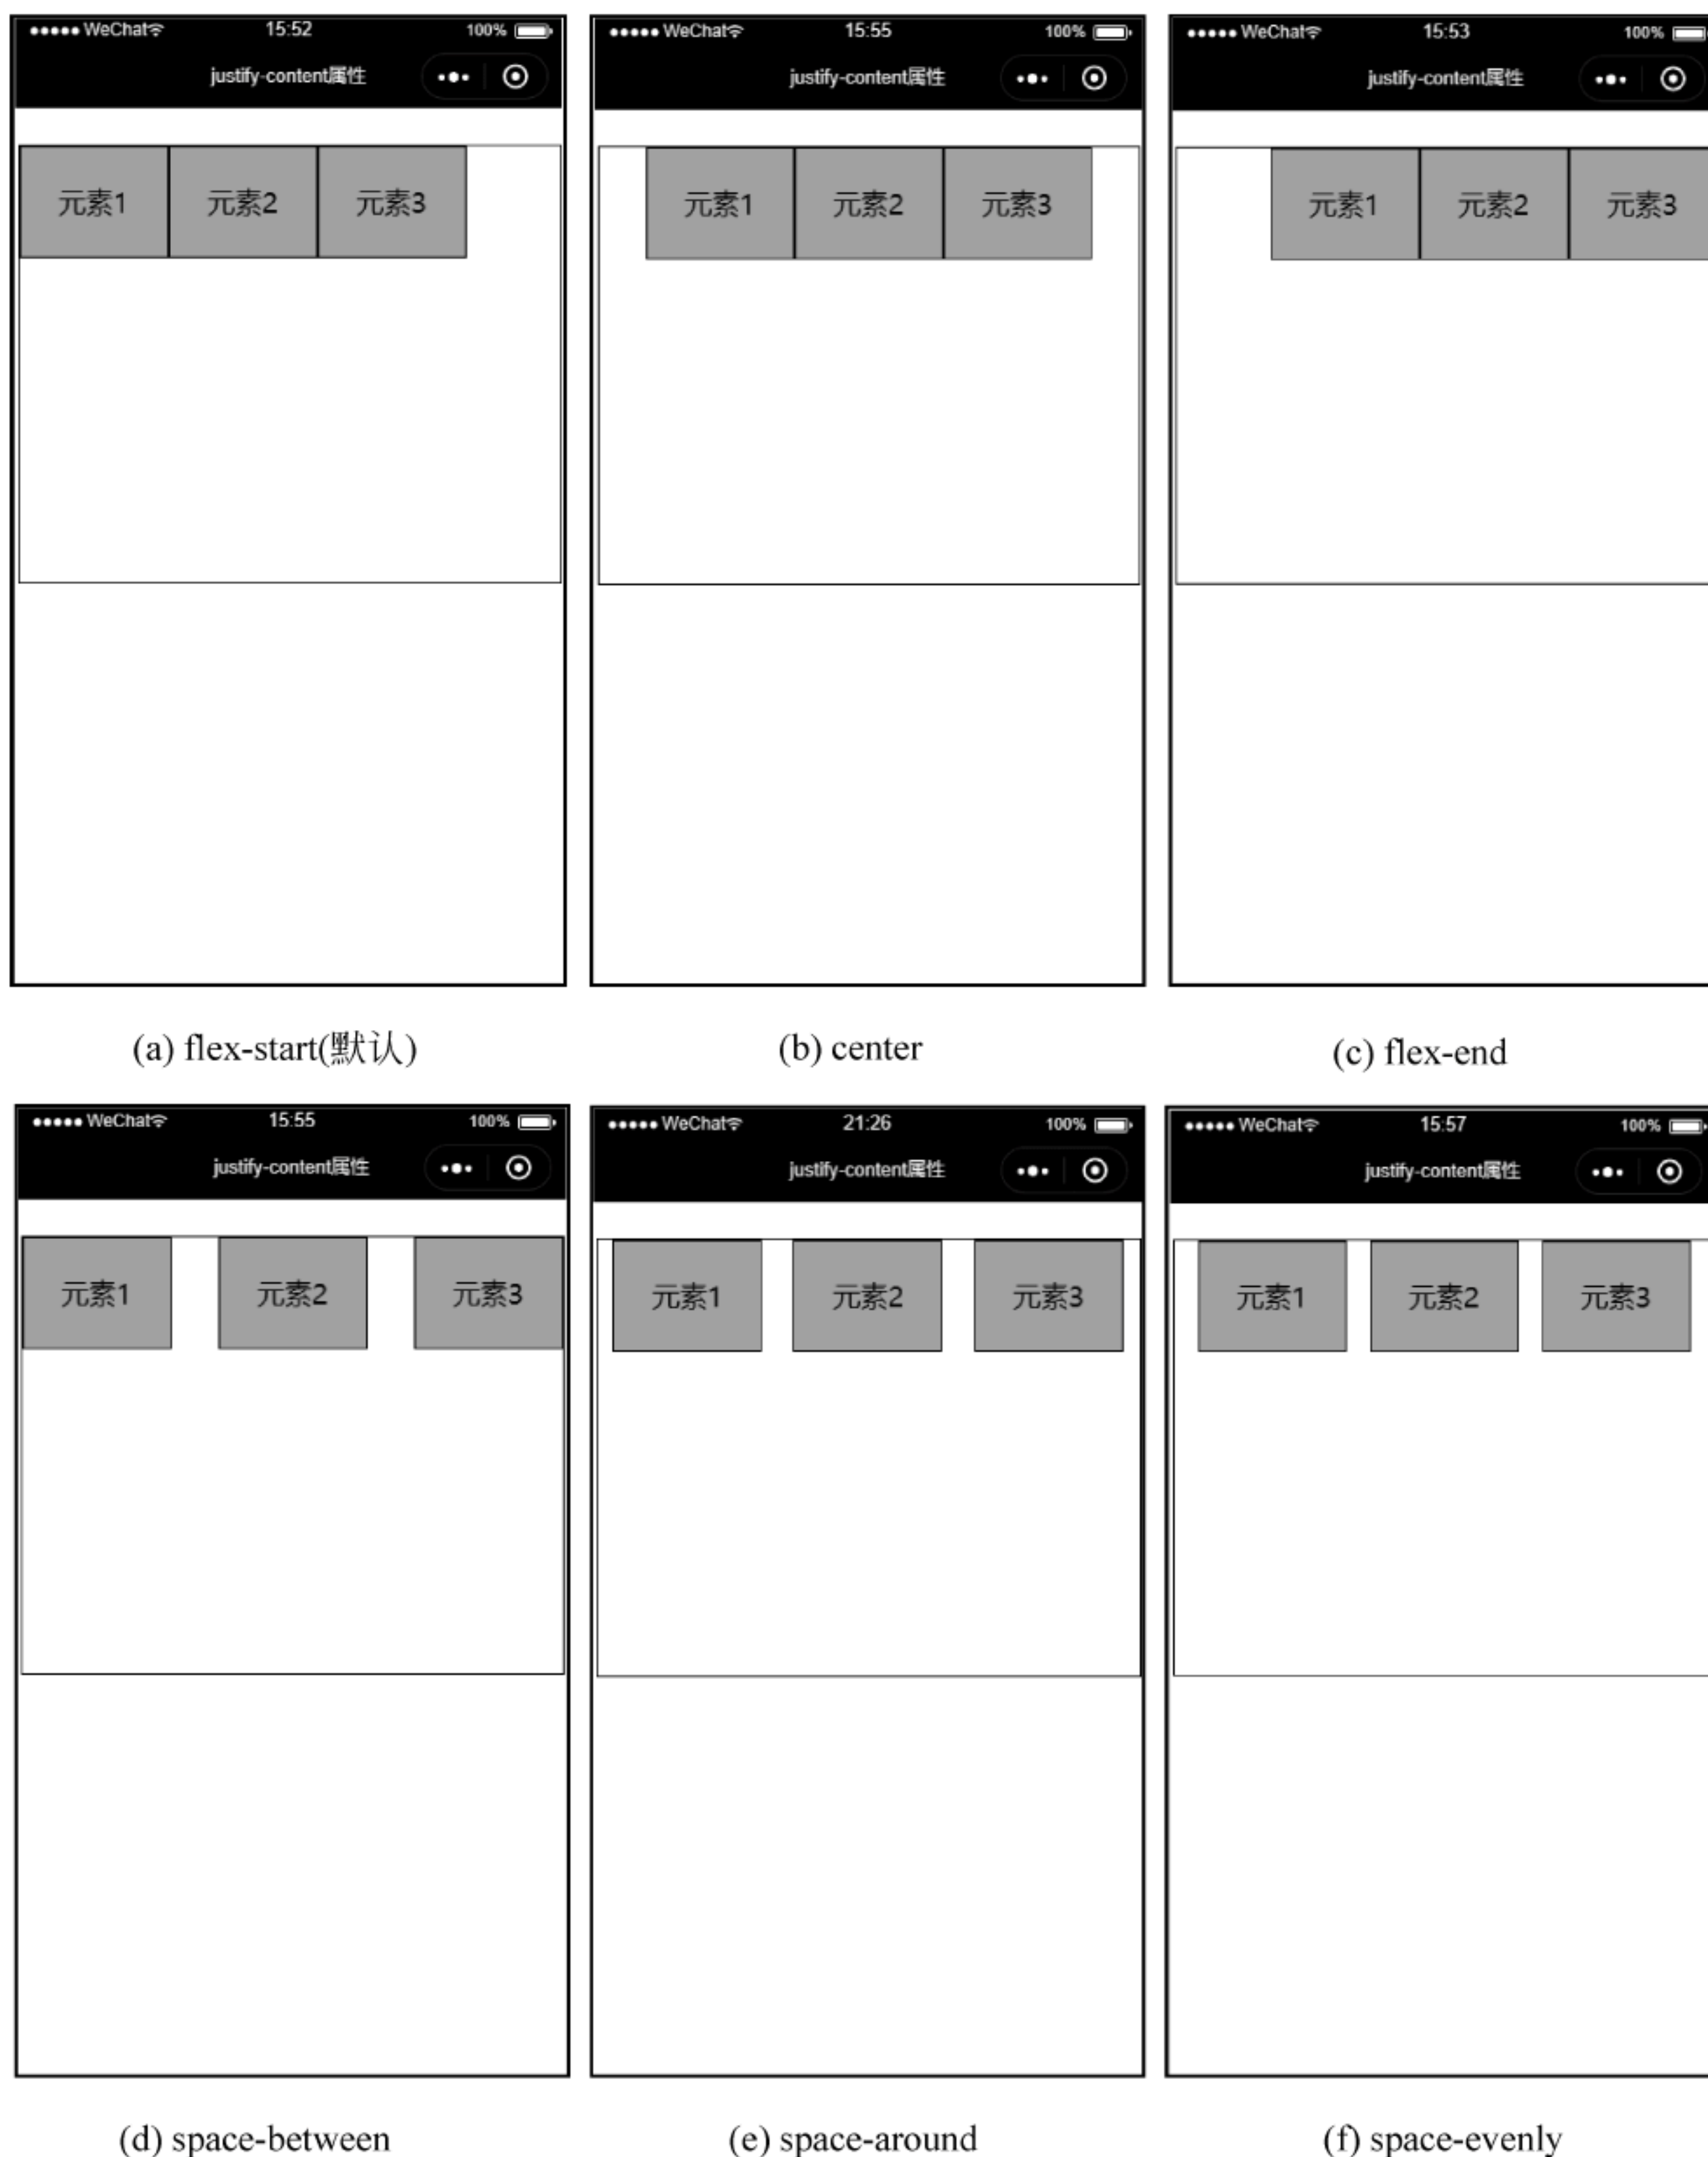 ●●●●● WeChat 15:52 100%
justify-content属性
元素1 元素2 元素3
(a) flex-start(默认)
●●●●● WeChat 15:55 100%
justify-content属性
元素1 元素2 元素3
(b) center
●●●●● WeChat 15:53 100%
justify-content属性
元素1 元素2 元素3
(c) flex-end
●●●●● WeChat 15:55 100%
justify-content属性
元素1 元素2 元素3
(d) space-between
●●●●● WeChat 21:26 100%
justify-content属性
元素1 元素2 元素3
(e) space-around
●●●●● WeChat 15:57 100%
justify-content属性
元素1 元素2 元素3
(f) space-evenly